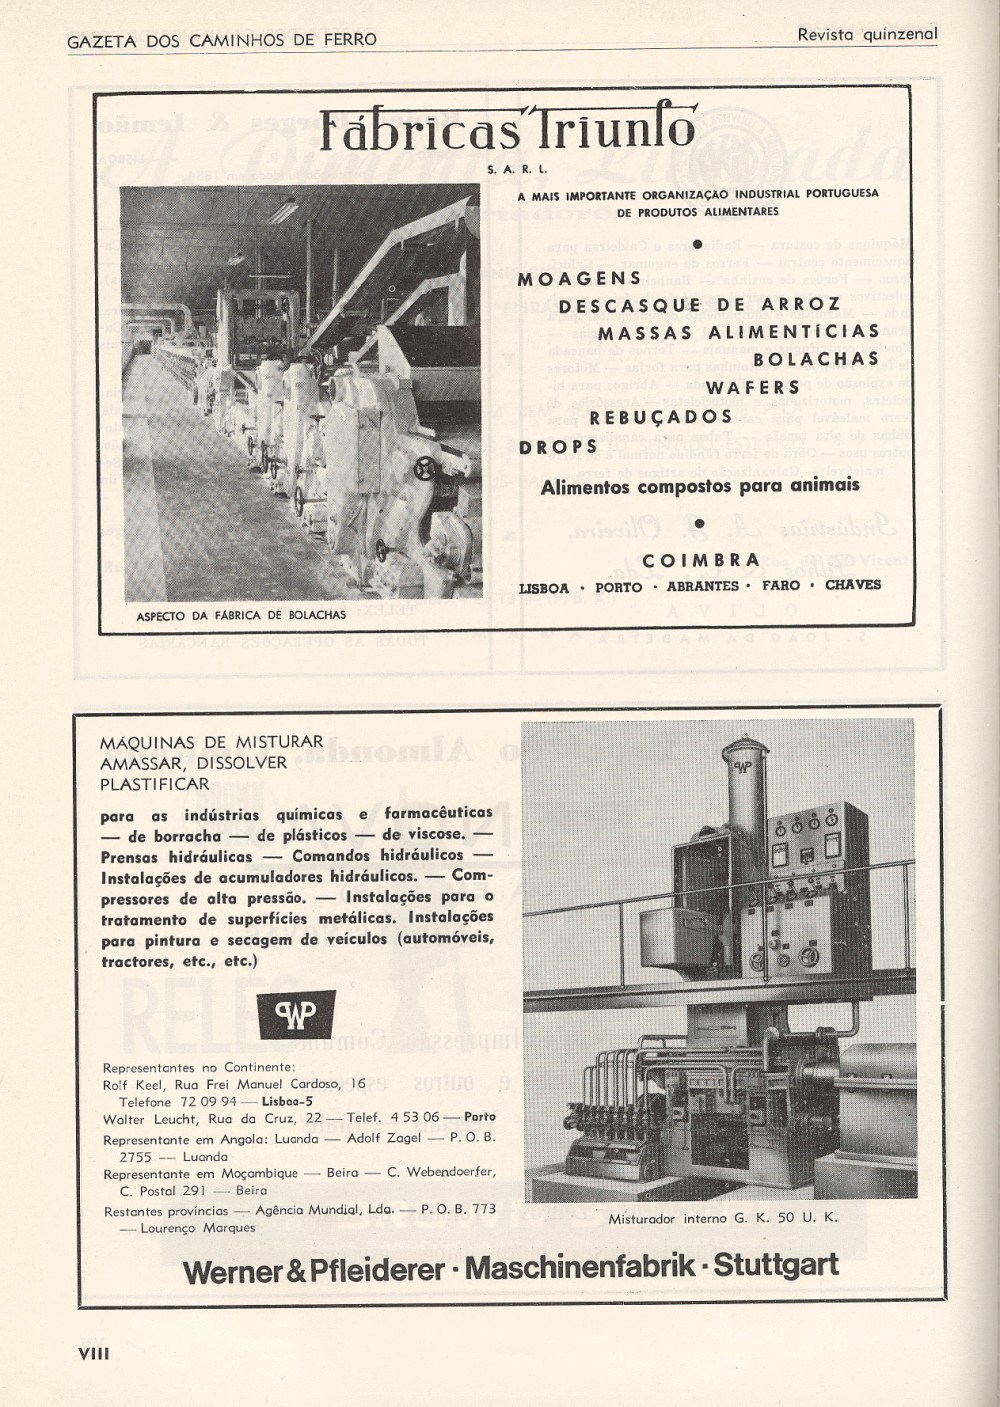 GAZETA DOS CAMINHOS DE FERRO
Revista quinzenal
Fábricas Triunfo
S. A. R. L.
A MAIS IMPORTANTE ORGANIZAÇÃO INDUSTRIAL PORTUGUESA
DE PRODUTOS ALIMENTARES
MOAGENS
DESCASQUE DE ARROZ
MASSAS ALIMENTÍCIAS
BOLACHAS
WAFERS
REBUÇADOS
DROPS
Alimentos compostos para animais
COIMBRA
LISBOA · PORTO · ABRANTES · FARO · CHAVES
ASPECTO DA FÁBRICA DE BOLACHAS
MÁQUINAS DE MISTURAR
AMASSAR, DISSOLVER
PLASTIFICAR
para as indústrias químicas e farmacêuticas
— de borracha — de plásticos — de viscose. —
Prensas hidráulicas — Comandos hidráulicos —
Instalações de acumuladores hidráulicos. — Com-
pressores de alta pressão. — Instalações para o
tratamento de superfícies metálicas. Instalações
para pintura e secagem de veículos (automóveis,
tractores, etc., etc.)
WP
Representontes no Continente:
Rolf Keel, Rua Frei Manuel Cardoso, 16
Telefone 72 09 94 — Lisboa-5
Walter Leucht, Rua da Cruz, 22 — Telef. 4 53 06 — Porto
Representante em Angola: Luanda — Adolf Zagel — P. O. B.
2755 — Luanda
Representante em Moçambique — Beira — C. Webendoerfer,
C. Postal 291 — Beira
Restantes províncias — Agência Mundial, Lda. — P. O. B. 773
— Lourenço Marques
WP
Misturador interno G. K. 50 U. K.
Werner & Pfleiderer · Maschinenfabrik · Stuttgart
VIII